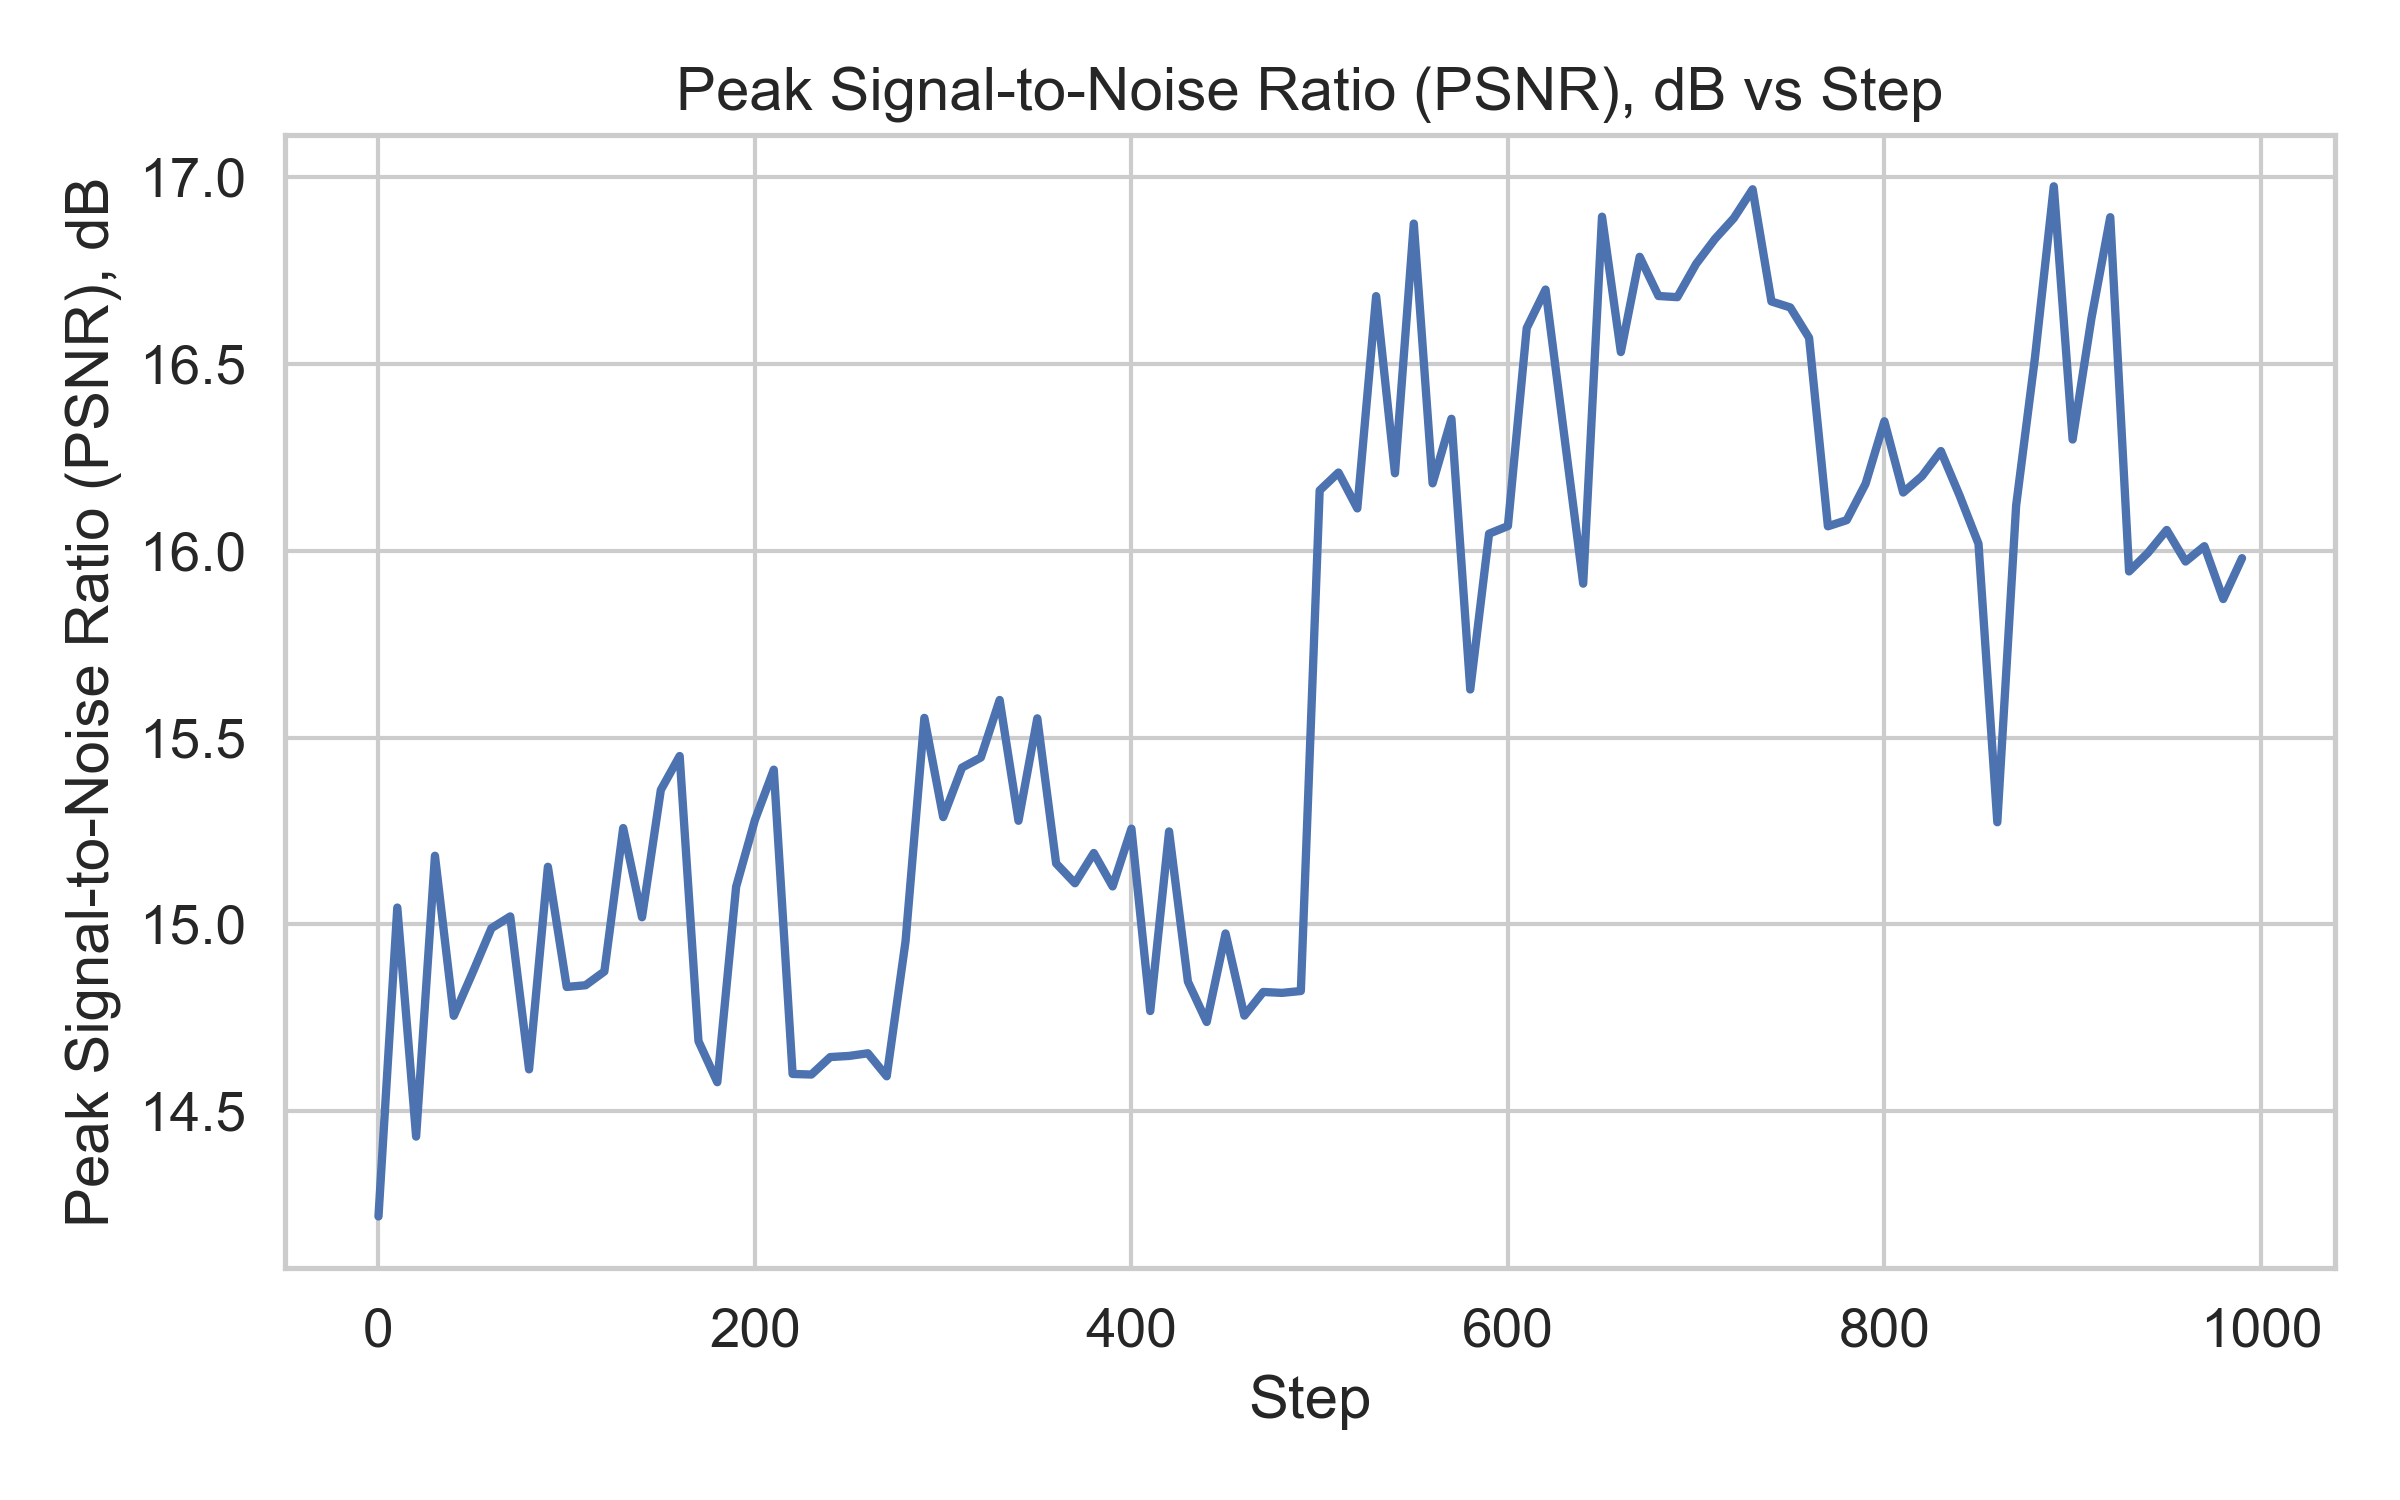 Peak Signal-to-Noise Ratio (PSNR), dB vs Step
Peak Signal-to-Noise Ratio (PSNR), dB
17.0
16.5
16.0
15.5
15.0
14.5
0 200 400 600 800 1000
Step